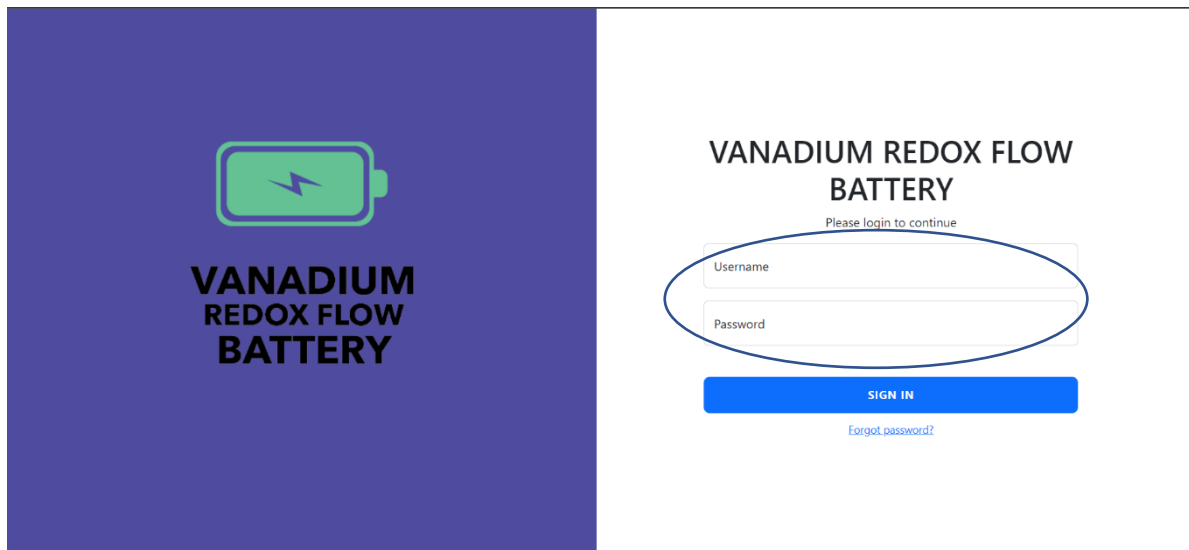 VANADIUM
REDOX FLOW
BATTERY
VANADIUM REDOX FLOW
BATTERY
Please login to continue
Username
Password
SIGN IN
Forgot password?